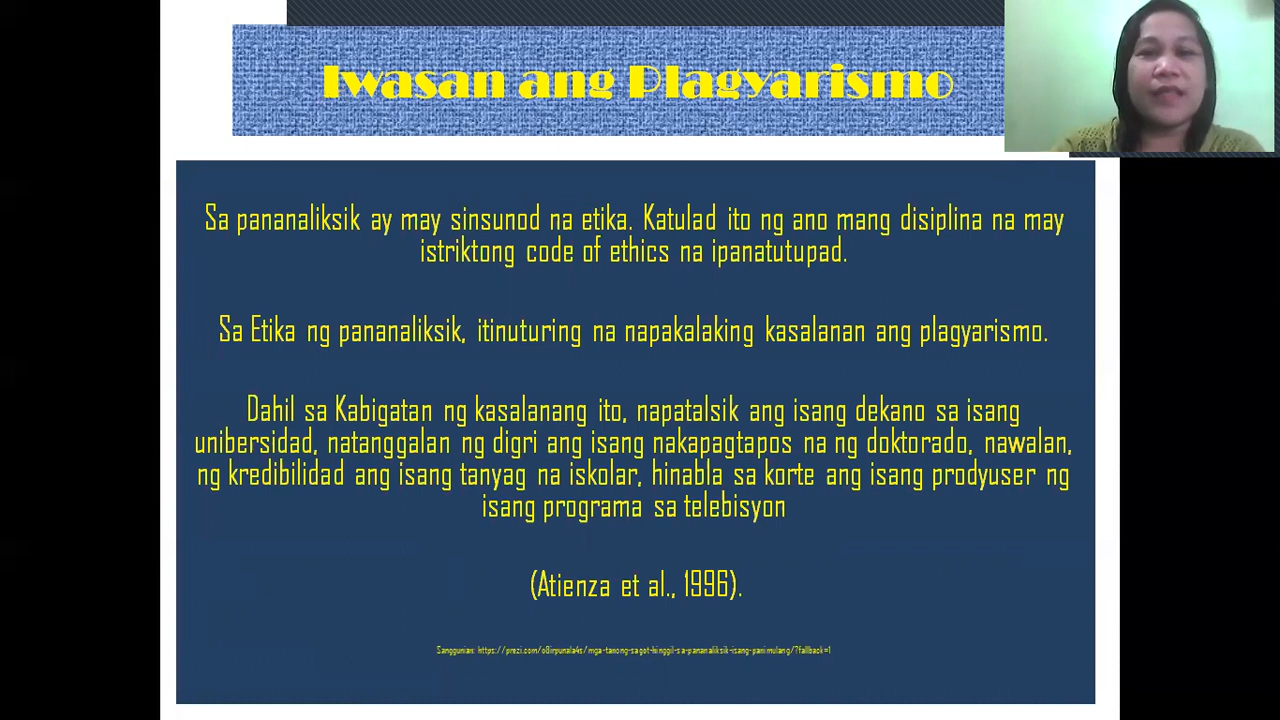 Iwasan ang Plagyarismo
Sa pananaliksik ay may sinsunod na etika. Katulad ito ng ano mang disiplina na may
istriktong code of ethics na ipanatutupad.
Sa Etika ng pananaliksik, itinuturing na napakalaking kasalanan ang plagyarismo.
Dahil sa Kabigatan ng kasalanang ito, napatalsik ang isang dekano sa isang
unibersidad, natanggalan ng digri ang isang nakapagtapos na ng doktorado, nawalan,
ng kredibilidad ang isang tanyag na iskolar, hinabla sa korte ang isang prodyuser ng
isang programa sa telebisyon
(Atienza et al., 1996).
Sanggunian: https://prezi.com/o8irpunala4s/mga-tanong-sagot-hinggil-sa-pananaliksik-isang-panimulang/?fallback=1